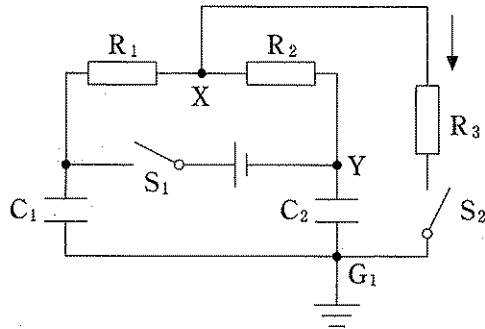 R₁
R₂
X
R₃
S₁
Y
C₁
C₂
S₂
G₁